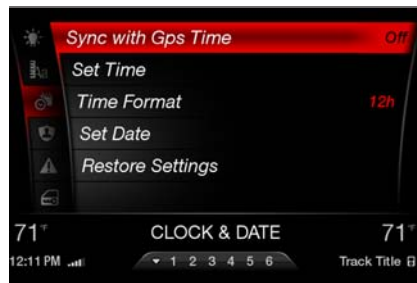 Sync with Gps Time Off
Set Time
Time Format 12h
Set Date
Restore Settings
71°F CLOCK & DATE 71°F
12:11 PM 1 2 3 4 5 6 Track Title